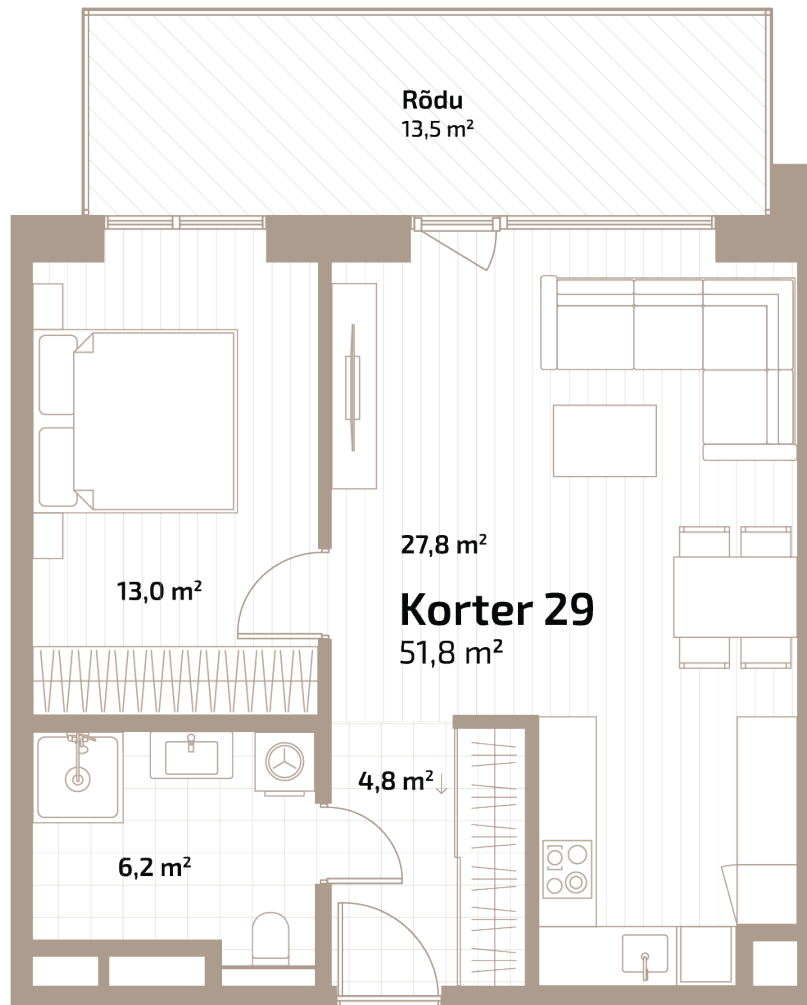 Rõdu
13,5 m²
27,8 m²
13,0 m²
Korter 29
51,8 m²
4,8 m²↓
6,2 m²